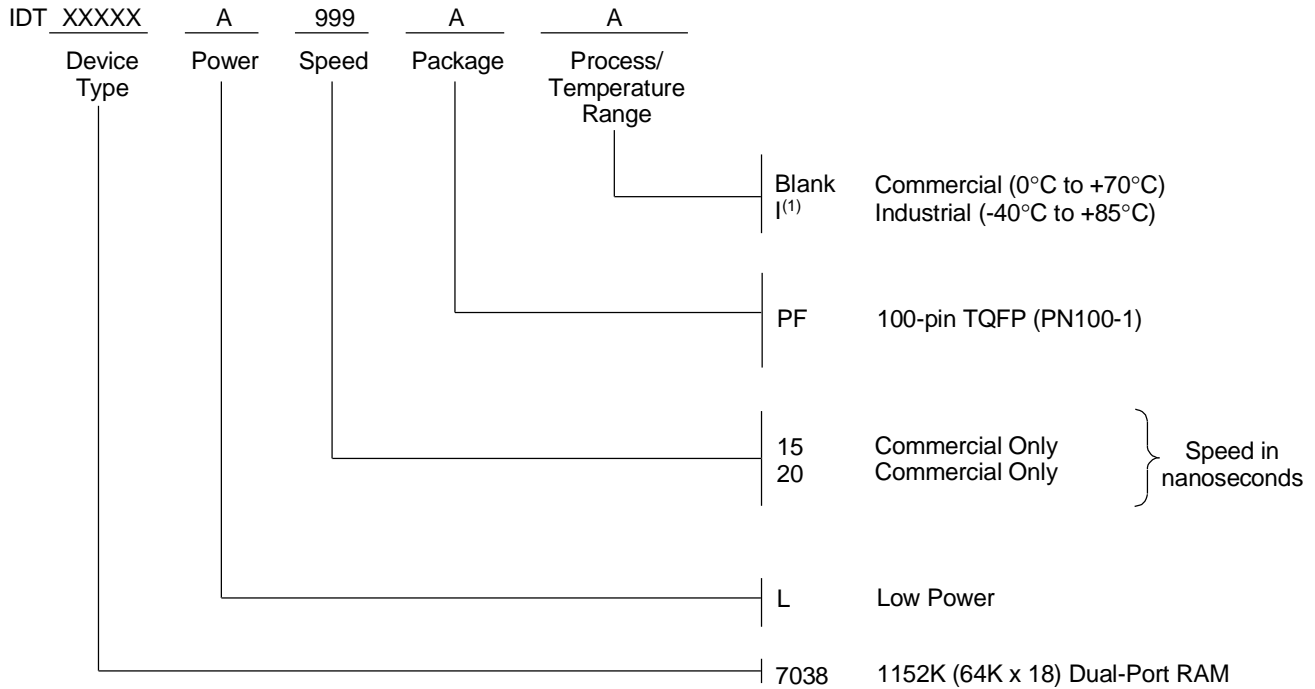 IDT XXXXX A 999 A A
Device Type Power Speed Package Process/ Temperature Range
Blank Commercial (0°C to +70°C)
I(1) Industrial (-40°C to +85°C)
PF 100-pin TQFP (PN100-1)
15 Commercial Only
20 Commercial Only
Speed in
nanoseconds
L Low Power
7038 1152K (64K x 18) Dual-Port RAM